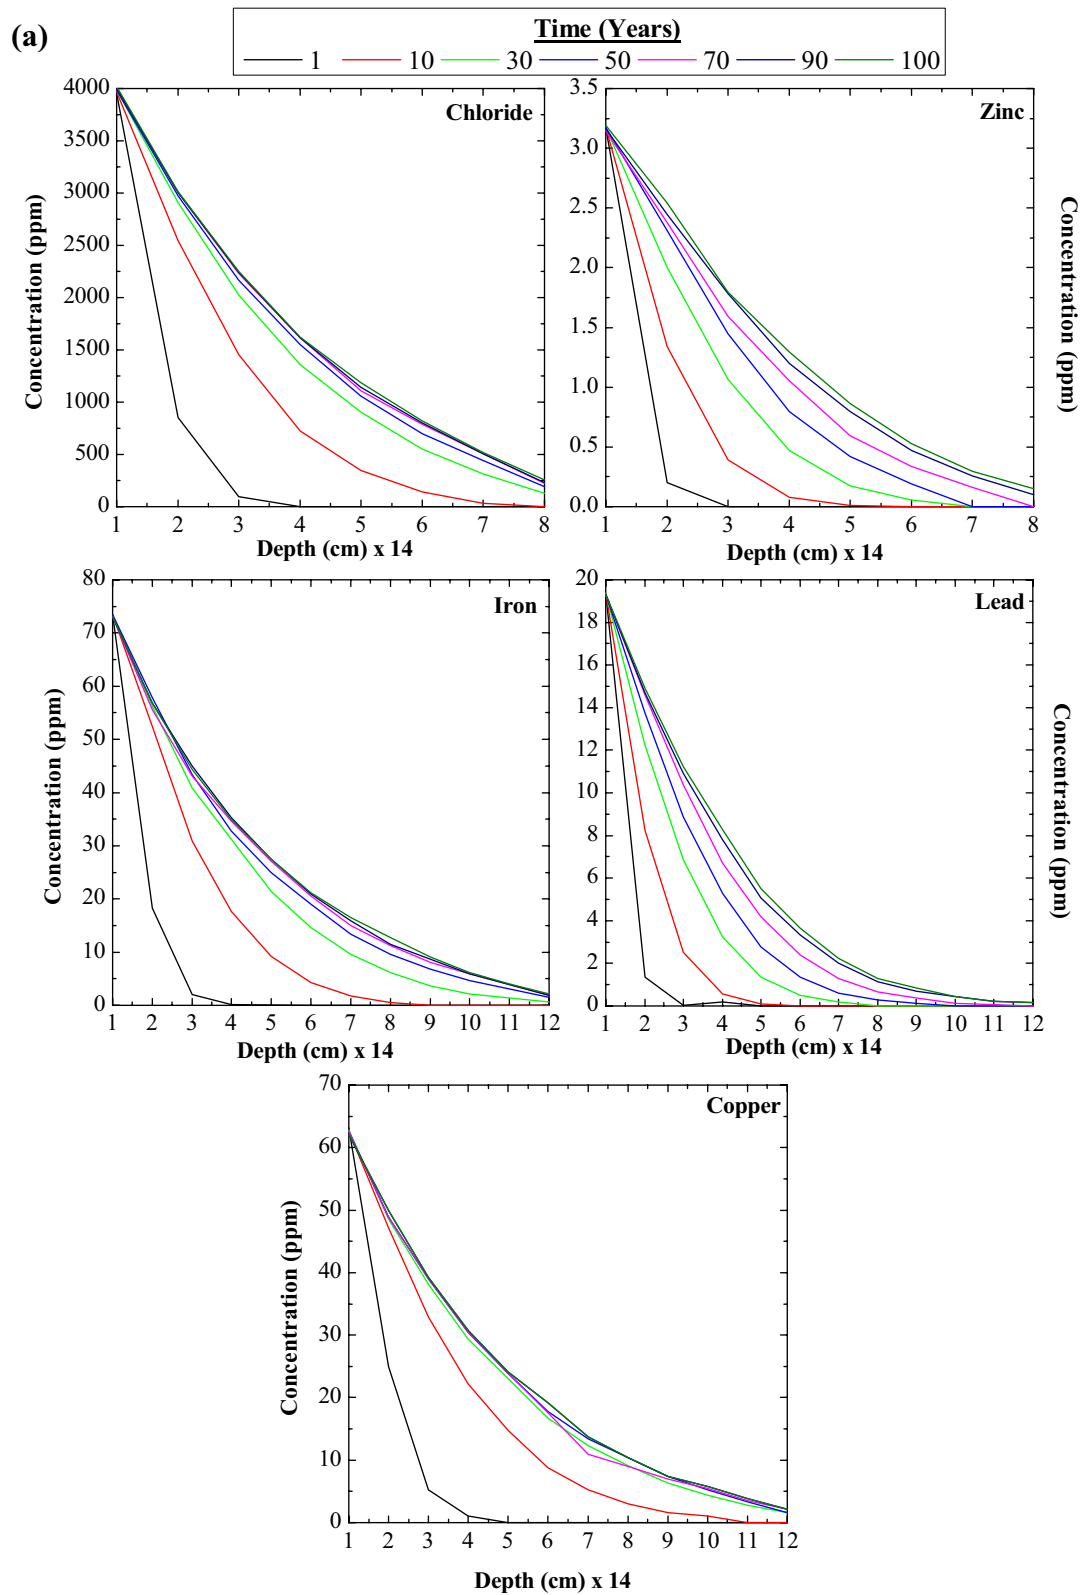 (a)
Time (Years)
1 10 30 50 70 90 100
Chloride
Concentration (ppm)
4000
3500
3000
2500
2000
1500
1000
500
0
1 2 3 4 5 6 7 8
Depth (cm) x 14
Zinc
Concentration (ppm)
3.5
3.0
2.5
2.0
1.5
1.0
0.5
0.0
1 2 3 4 5 6 7 8
Depth (cm) x 14
Iron
Concentration (ppm)
80
70
60
50
40
30
20
10
0
1 2 3 4 5 6 7 8 9 10 11 12
Depth (cm) x 14
Lead
Concentration (ppm)
20
18
16
14
12
10
8
6
4
2
0
1 2 3 4 5 6 7 8 9 10 11 12
Depth (cm) x 14
Copper
Concentration (ppm)
70
60
50
40
30
20
10
0
1 2 3 4 5 6 7 8 9 10 11 12
Depth (cm) x 14